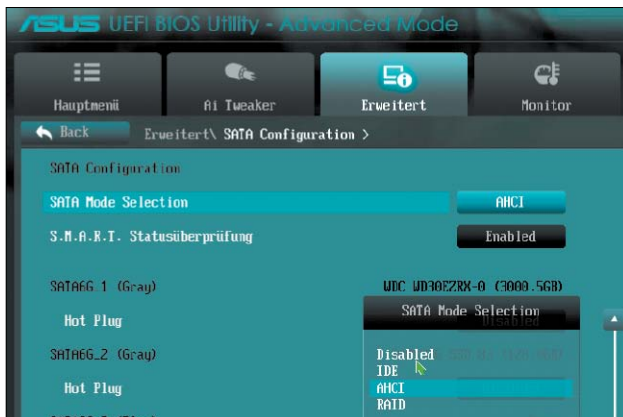 ASUS UEFI BIOS Utility - Advanced Mode
Hauptmenü
Ai Tweaker
Erweitert
Monitor
Back
Erweitert\ SATA Configuration >
SATA Configuration
SATA Mode Selection
AHCI
S.M.A.R.T. Statusüberprüfung
Enabled
SATA6G_1 (Gray)
WDC WD30EZRX-0 (3000.5GB)
Hot Plug
Disabled
SATA Mode Selection
SATA6G_2 (Gray)
Hot Plug
Disabled
IDE
AHCI
RAID